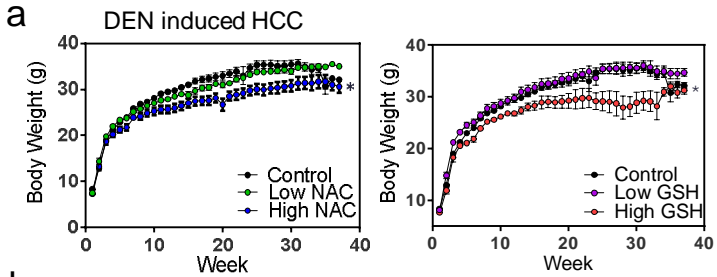 a
DEN induced HCC
Body Weight (g)
40
30
20
10
0
0 10 20 30 40
Week
Control
Low NAC
High NAC
*
Body Weight (g)
40
30
20
10
0 10 20 30 40
Week
Control
Low GSH
High GSH
*